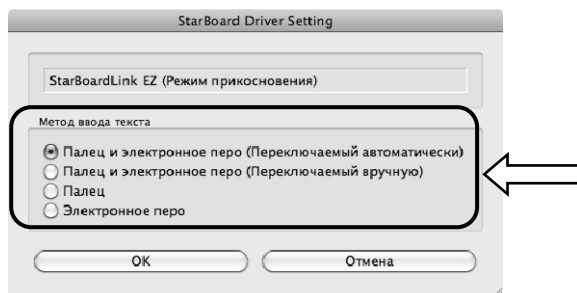 StarBoard Driver Setting
StarBoardLink EZ (Режим прикосновения)
Метод ввода текста
Палец и электронное перо (Переключаемый автоматически)
Палец и электронное перо (Переключаемый вручную)
Палец
Электронное перо
OK
Отмена